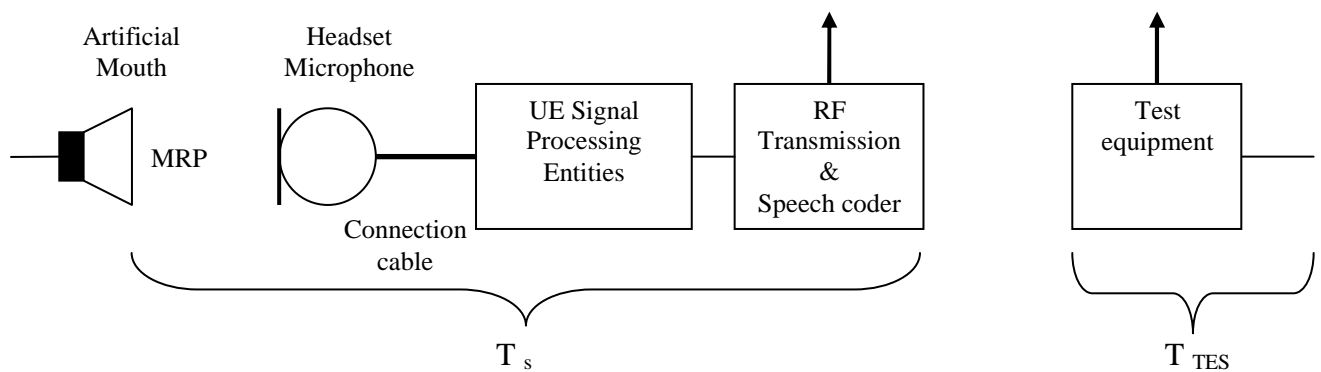 Artificial
Mouth
Headset
Microphone
MRP
Connection
cable
UE Signal
Processing
Entities
RF
Transmission
&
Speech coder
Test
equipment
T s
T TES